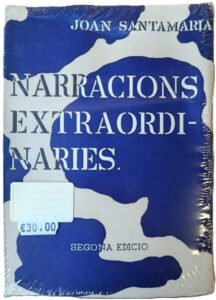 JOAN SANTAMARIA
NARRACIONS
EXTRAORDI-
NARIES.
€30.00
SEGONA EDICIO